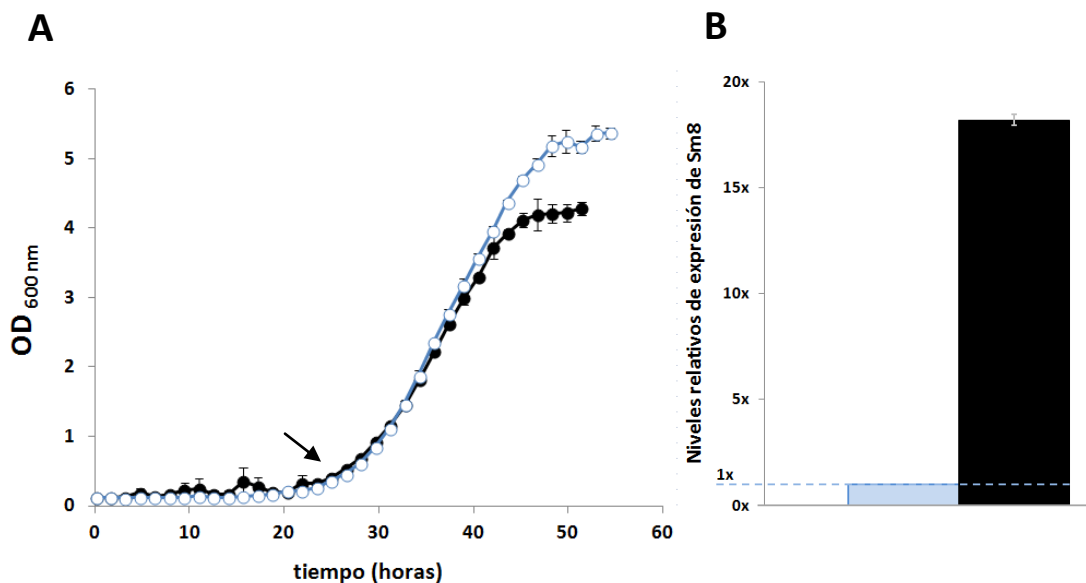 A
OD 600 nm
6
5
4
3
2
1
0
0 10 20 30 40 50 60
tiempo (horas)
B
Niveles relativos de expresión de Sm8
20x
15x
10x
5x
1x
0x